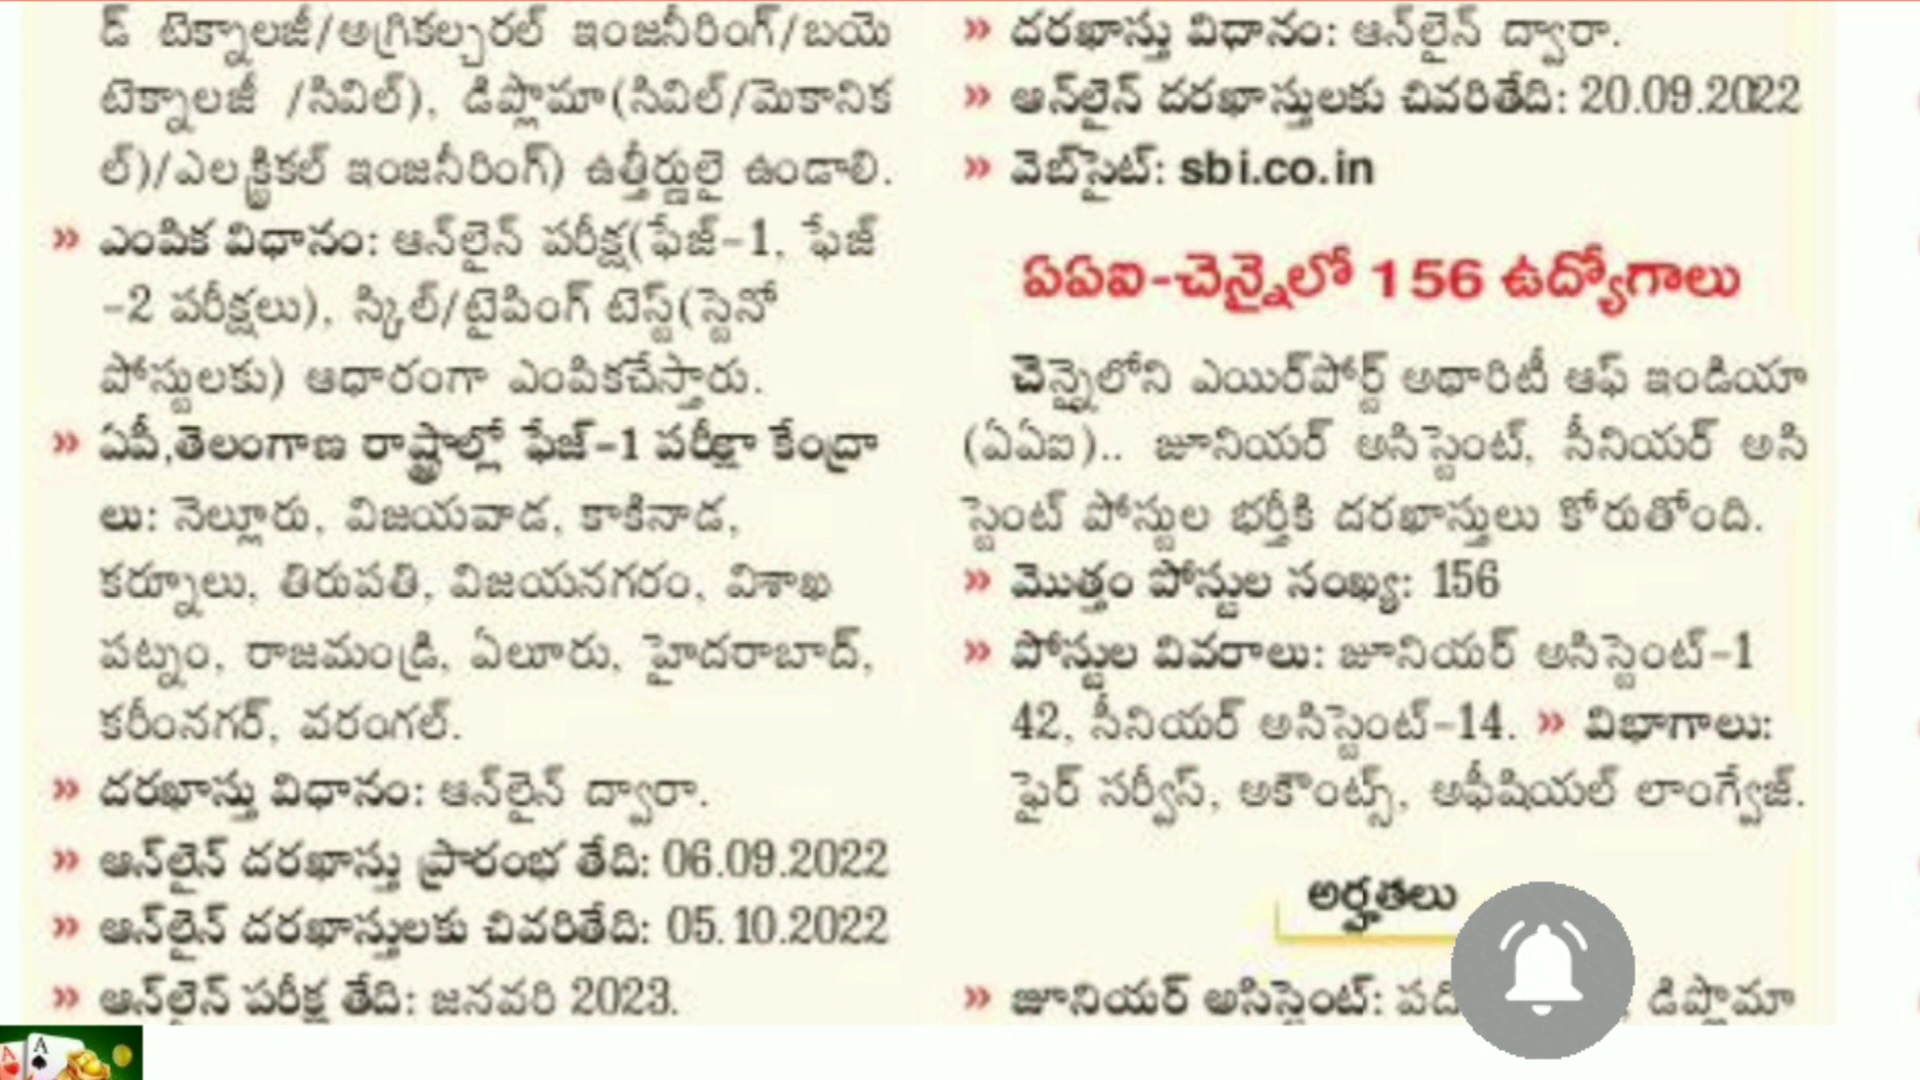 డ్ టెక్నాలజీ/అగ్రికల్చరల్ ఇంజనీరింగ్/బయె
టెక్నాలజీ /సివిల్), డిప్లొమా(సివిల్/మెకానిక
ల్)/ఎలక్ట్రికల్ ఇంజనీరింగ్) ఉత్తీర్ణులై ఉండాలి.
» ఎంపిక విధానం: ఆన్‌లైన్ పరీక్ష(ఫేజ్-1, ఫేజ్
-2 పరీక్షలు), స్కిల్/టైపింగ్ టెస్ట్(స్టెనో
పోస్టులకు) ఆధారంగా ఎంపికచేస్తారు.
» ఏపీ,తెలంగాణ రాష్ట్రాల్లో ఫేజ్-1 పరీక్షా కేంద్రా
లు: నెల్లూరు, విజయవాడ, కాకినాడ,
కర్నూలు, తిరుపతి, విజయనగరం, విశాఖ
పట్నం, రాజమండ్రి, ఏలూరు, హైదరాబాద్,
కరీంనగర్, వరంగల్.
» దరఖాస్తు విధానం: ఆన్‌లైన్ ద్వారా.
» ఆన్‌లైన్ దరఖాస్తు ప్రారంభ తేది: 06.09.2022
» ఆన్‌లైన్ దరఖాస్తులకు చివరితేది: 05.10.2022
» ఆన్‌లైన్ పరీక్ష తేది: జనవరి 2023.
» దరఖాస్తు విధానం: ఆన్‌లైన్ ద్వారా.
» ఆన్‌లైన్ దరఖాస్తులకు చివరితేది: 20.09.2022
» వెబ్‌సైట్: sbi.co.in
ఏఏఐ-చెన్నైలో 156 ఉద్యోగాలు
చెన్నైలోని ఎయిర్‌పోర్ట్ అథారిటీ ఆఫ్ ఇండియా
(ఏఏఐ).. జూనియర్ అసిస్టెంట్, సీనియర్ అసి
స్టెంట్ పోస్టుల భర్తీకి దరఖాస్తులు కోరుతోంది.
» మొత్తం పోస్టుల సంఖ్య: 156
» పోస్టుల వివరాలు: జూనియర్ అసిస్టెంట్-1
42, సీనియర్ అసిస్టెంట్-14. » విభాగాలు:
ఫైర్ సర్వీస్, అకౌంట్స్, అఫీషియల్ లాంగ్వేజ్.
అర్హతలు
» జూనియర్ అసిస్టెంట్: డిప్లొమా